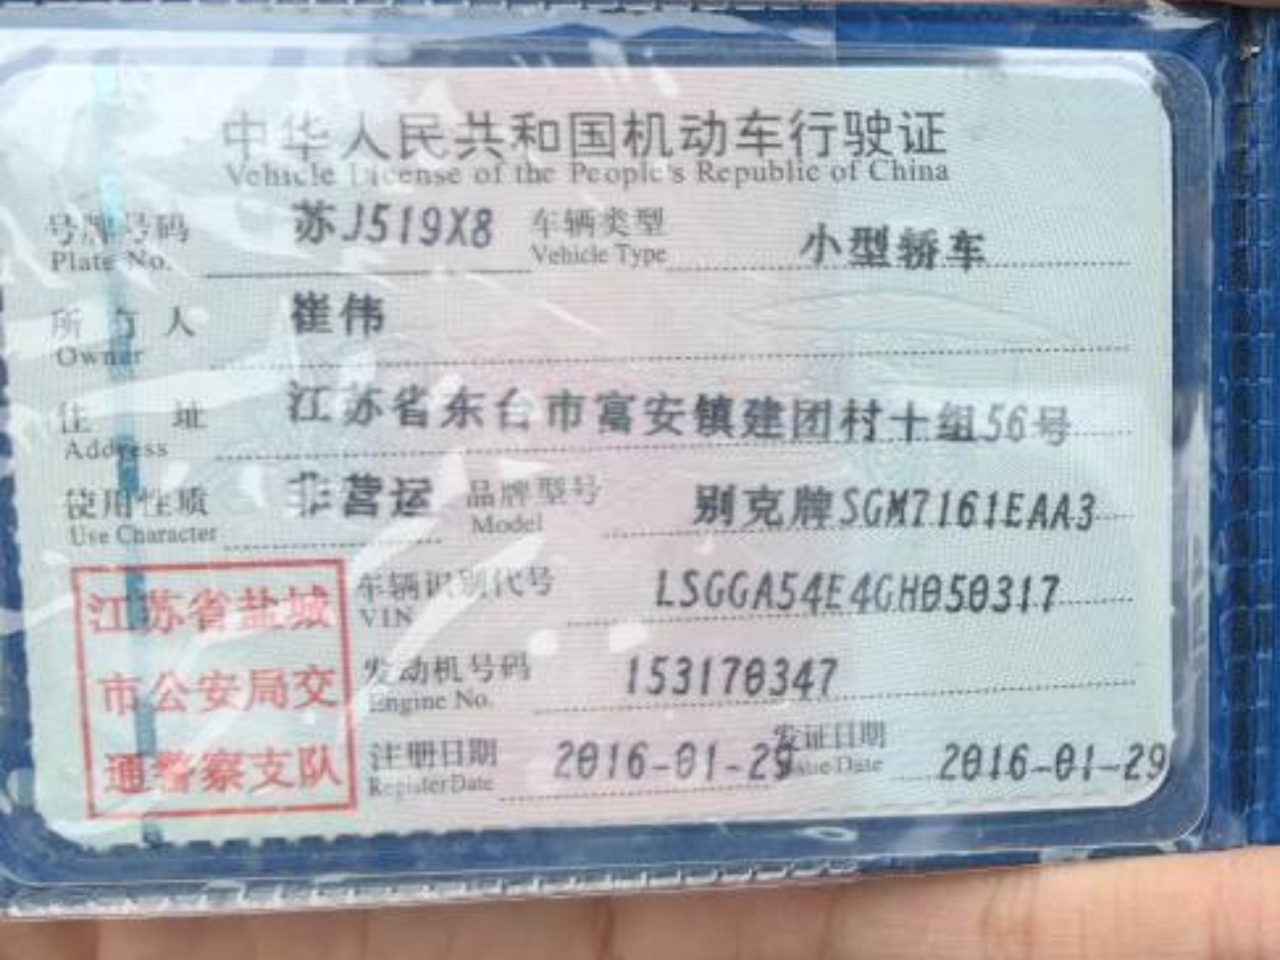 中华人民共和国机动车行驶证
Vehicle License of the People's Republic of China
号牌号码 苏J519X8 车辆类型 小型轿车
Plate No. Vehicle Type
所有人 崔伟
Owner
住址 江苏省东台市富安镇建团村十组56号
Address
使用性质 非营运 品牌型号 别克牌SGM7161EAA3
Use Character Model
车辆识别代号 LSGGA54E4GH050317
VIN
发动机号码 153170347
Engine No.
注册日期 2016-01-29 发证日期 2016-01-29
Register Date Issue Date
江苏省盐城
市公安局交
通警察支队